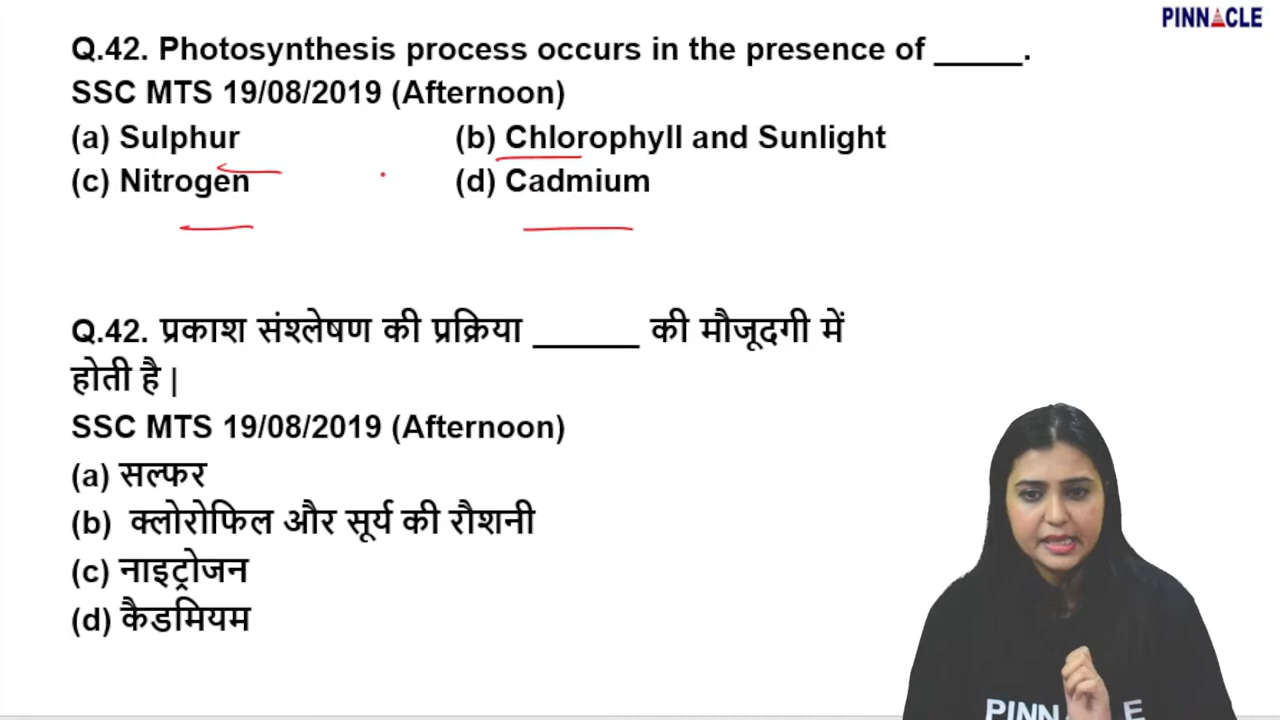 PINNACLE
Q.42. Photosynthesis process occurs in the presence of _____.
SSC MTS 19/08/2019 (Afternoon)
(a) Sulphur (b) Chlorophyll and Sunlight
(c) Nitrogen (d) Cadmium
Q.42. प्रकाश संश्लेषण की प्रक्रिया ______ की मौजूदगी में
होती है |
SSC MTS 19/08/2019 (Afternoon)
(a) सल्फर
(b) क्लोरोफिल और सूर्य की रौशनी
(c) नाइट्रोजन
(d) कैडमियम